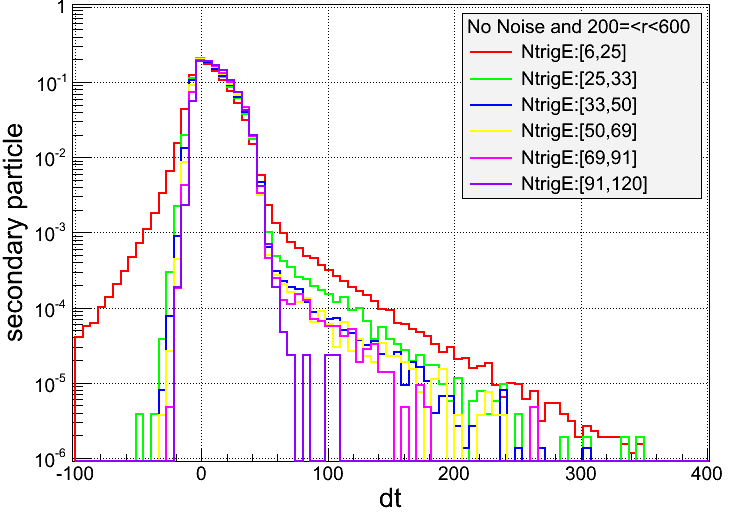 No Noise and 200=<r<600
NtrigE:[6,25]
NtrigE:[25,33]
NtrigE:[33,50]
NtrigE:[50,69]
NtrigE:[69,91]
NtrigE:[91,120]
secondary particle
1
10^-1
10^-2
10^-3
10^-4
10^-5
10^-6
-100 0 100 200 300 400
dt